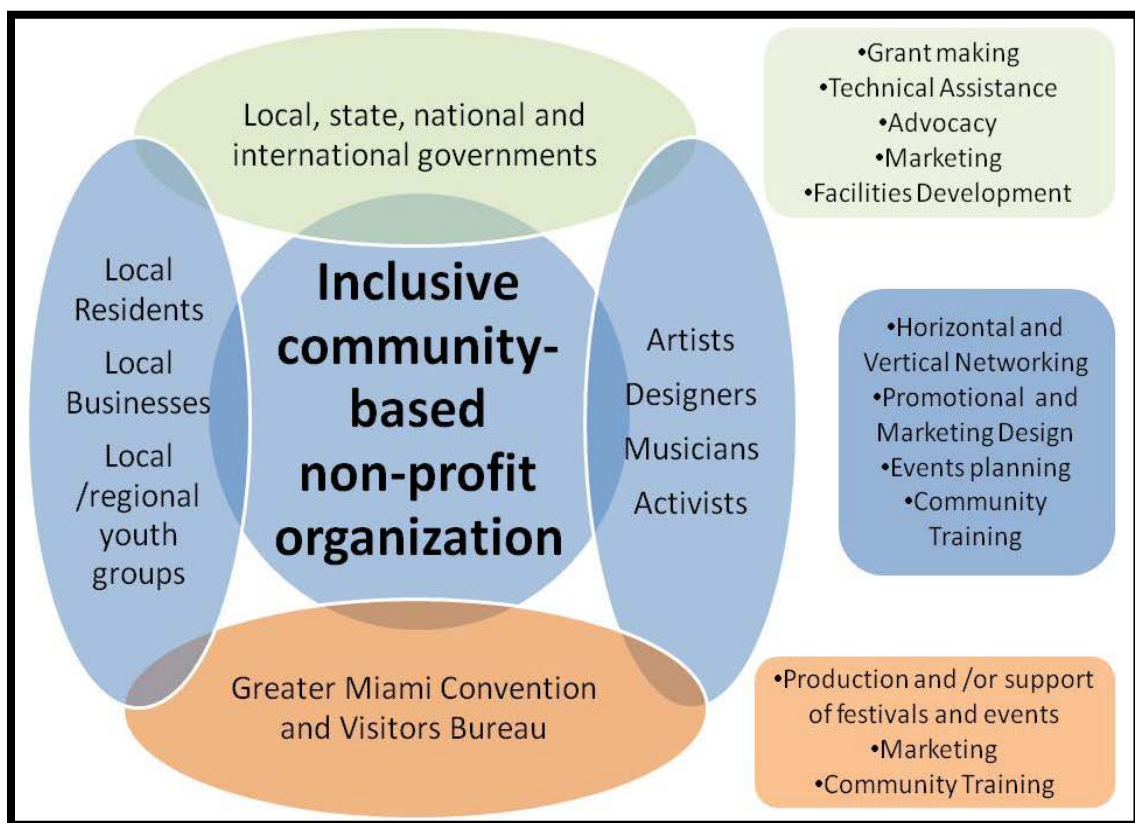 Local, state, national and
international governments
Local
Residents
Local
Businesses
Local
/regional
youth
groups
Inclusive
community-
based
non-profit
organization
Artists
Designers
Musicians
Activists
Greater Miami Convention
and Visitors Bureau
•Grant making
•Technical Assistance
•Advocacy
•Marketing
•Facilities Development
•Horizontal and
Vertical Networking
•Promotional and
Marketing Design
•Events planning
•Community
Training
•Production and /or support
of festivals and events
•Marketing
•Community Training